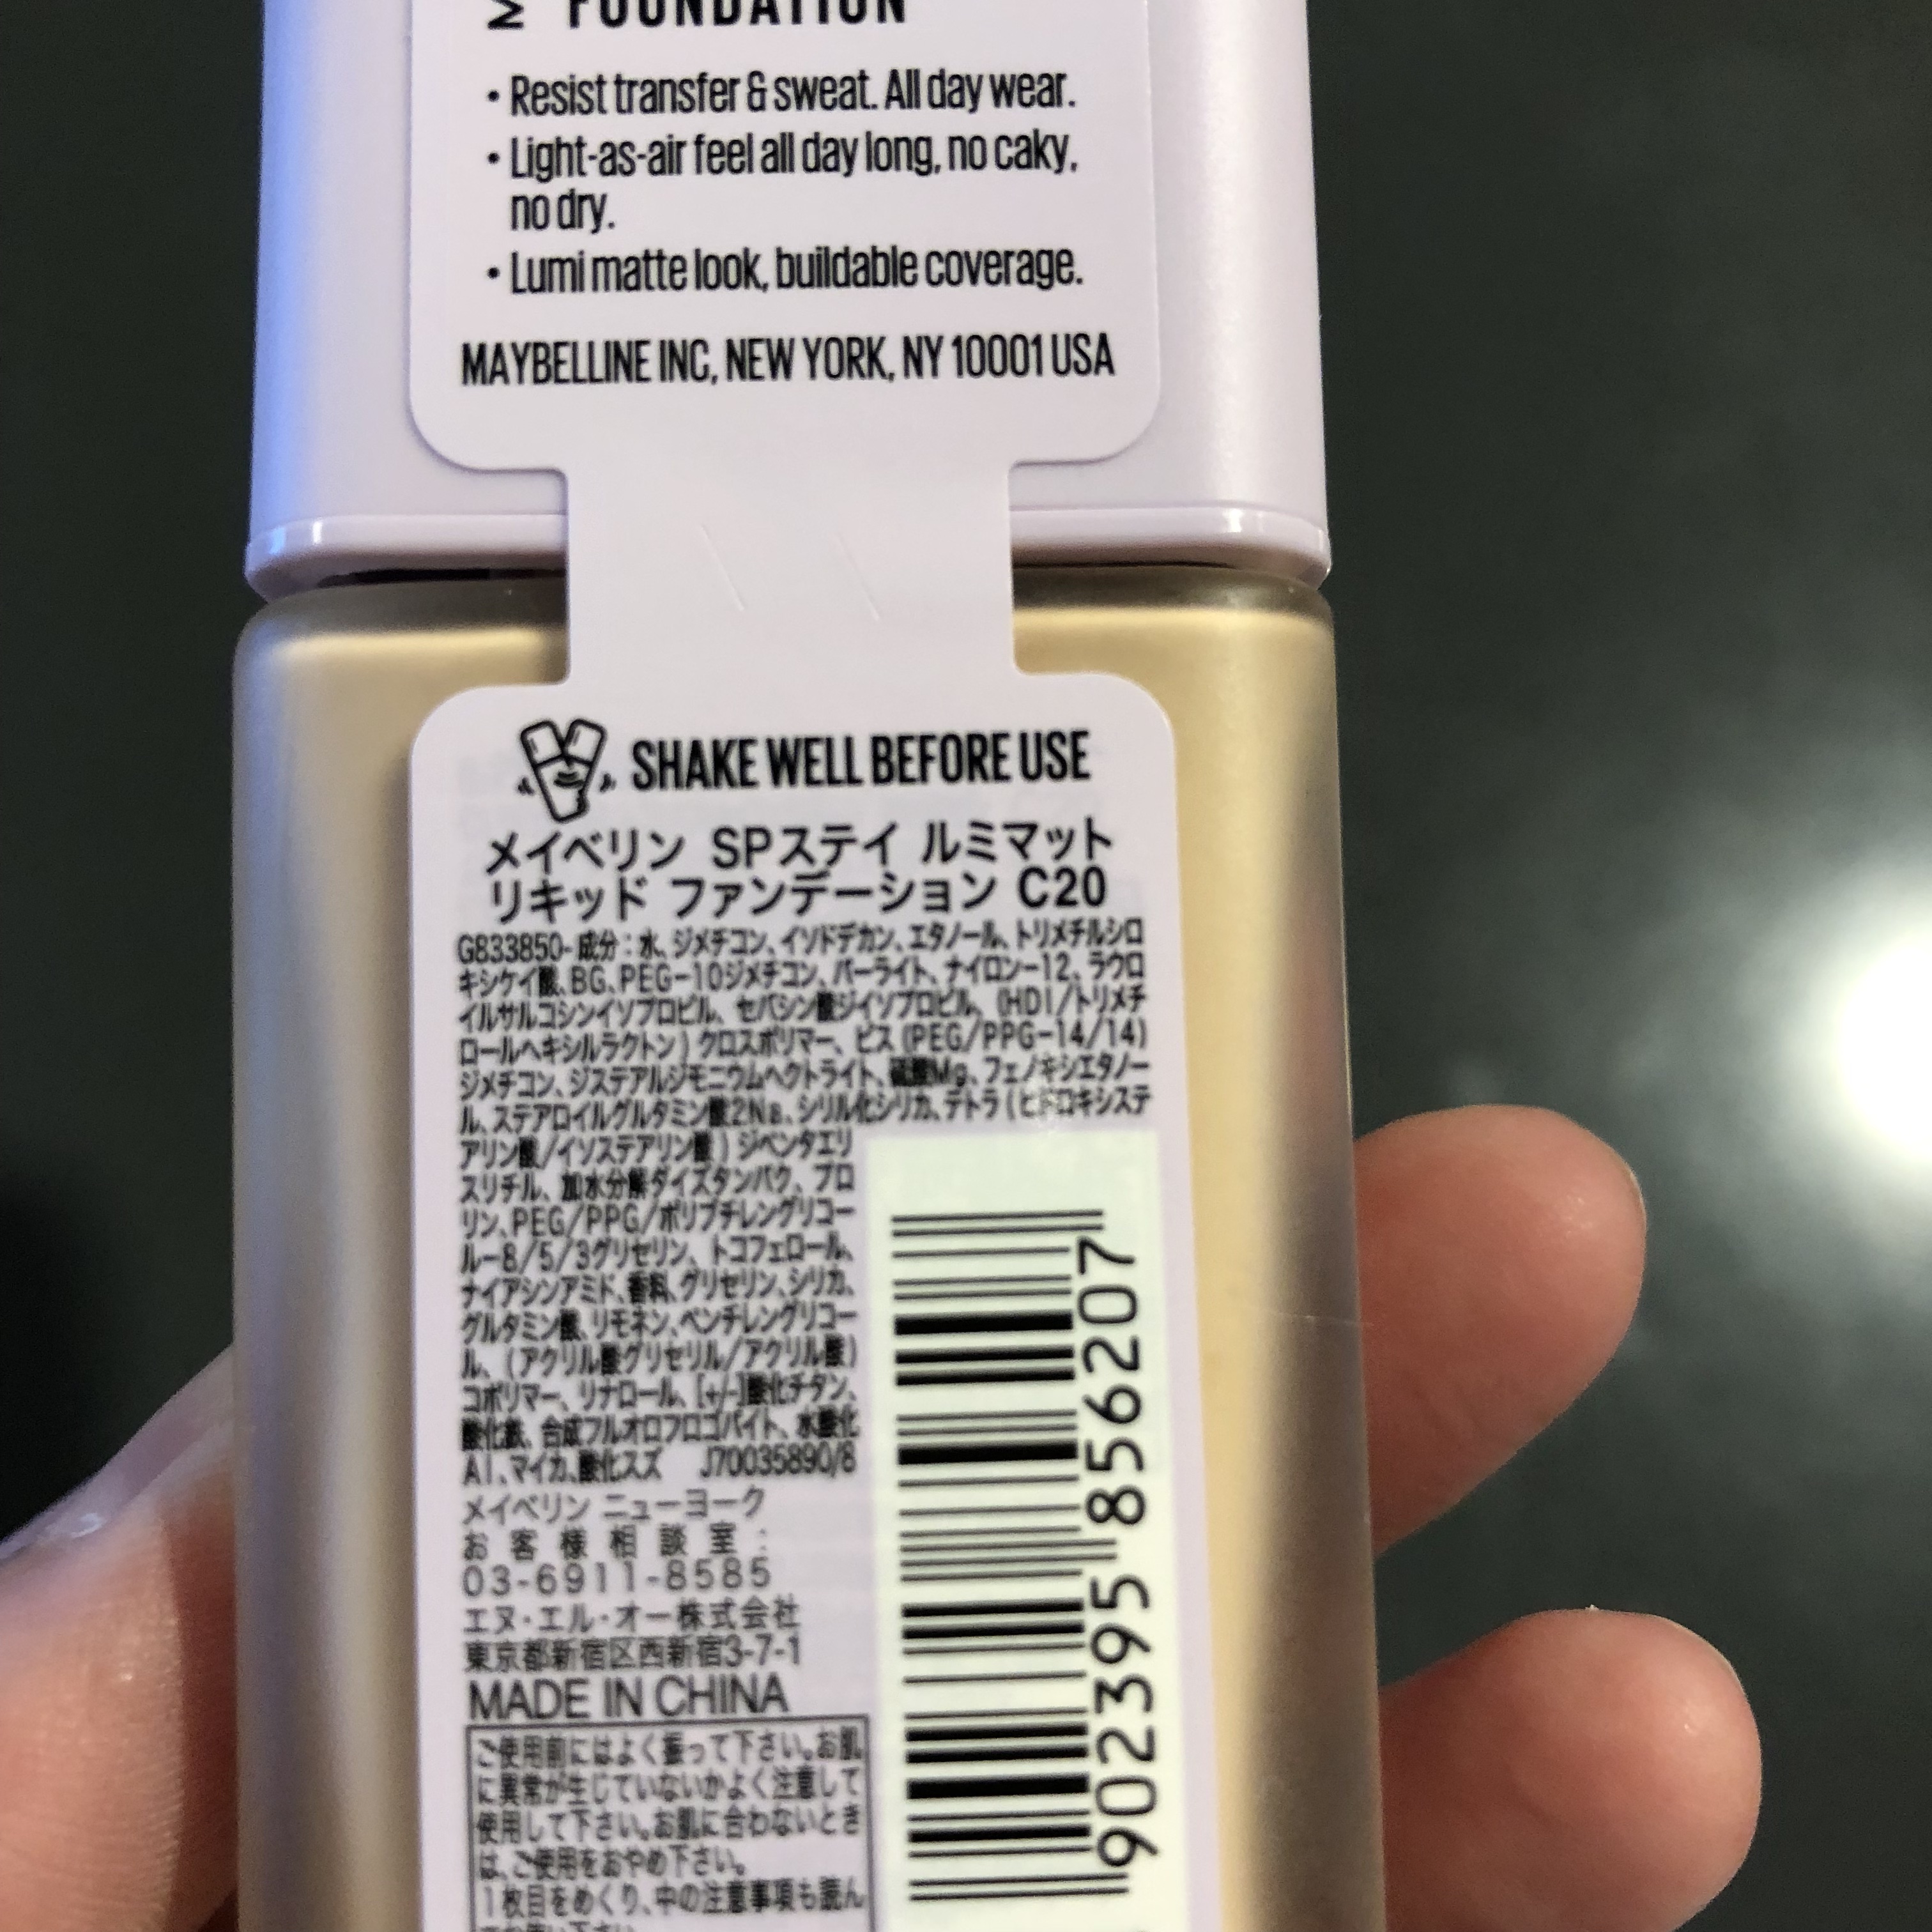 FOUNDATION
• Resist transfer & sweat. All day wear.
• Light-as-air feel all day long, no caky,
no dry.
• Lumi matte look, buildable coverage.
MAYBELLINE INC, NEW YORK, NY 10001 USA
SHAKE WELL BEFORE USE
メイベリン SPステイ ルミマット
リキッド ファンデーション C20
G833850- 成分：水、ジメチコン、イソドデカン、エタノール、トリメチルシロ
キシケイ酸、BG、PEG-10ジメチコン、パーライト、ナイロン-12、ラウロ
イルサルコシンイソプロピル、セバシン酸ジイソプロピル、(HDI/トリメチ
ロールヘキシルラクトン)クロスポリマー、ビス(PEG/PPG-14/14)
ジメチコン、ジステアルジモニウムヘクトライト、硫酸Mg、フェノキシエタノー
ル、ステアロイルグルタミン酸2Na、シリル化シリカ、テトラ(ヒドロキシステ
アリン酸/イソステアリン酸)ジペンタエリ
スリチル、加水分解ダイズタンパク、プロ
リン、PEG/PPG/ポリブチレングリコー
ル-8/5/3グリセリン、トコフェロール、
ナイアシンアミド、香料、グリセリン、シリカ、
グルタミン酸、リモネン、ペンチレングリコー
ル、(アクリル酸グリセリル/アクリル酸)
コポリマー、リナロール、[+/-]酸化チタン、
酸化鉄、合成フルオロフロゴパイト、水酸化
Al、マイカ、酸化スズ J70035890/8
メイベリン ニューヨーク
お客様相談室：
03-6911-8585
エヌ・エル・オー株式会社
東京都新宿区西新宿3-7-1
MADE IN CHINA
ご使用前にはよく振って下さい。お肌
に異常が生じていないかよく注意して
使用して下さい。お肌に合わないとき
は、ご使用をおやめ下さい。
1枚目をめくり、中の注意事項も読ん
902395 856207